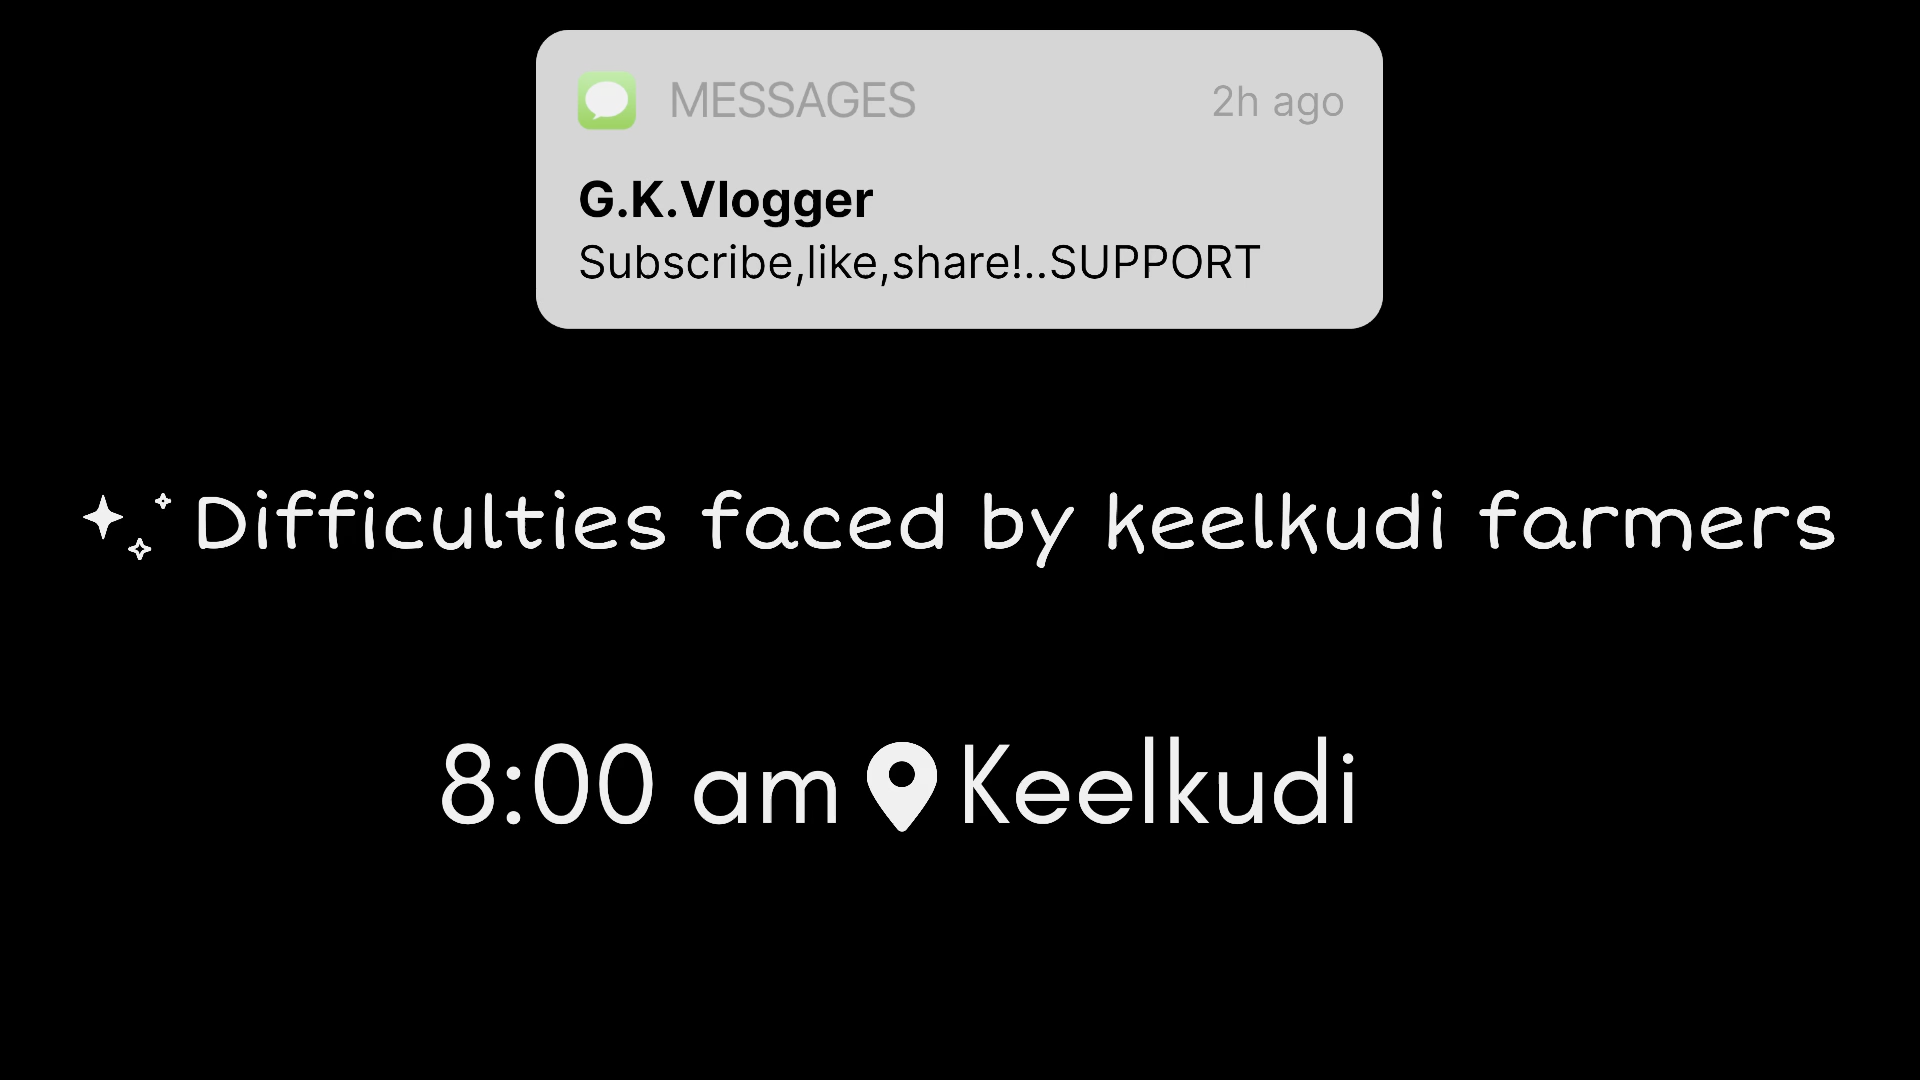 MESSAGES 2h ago
G.K.Vlogger
Subscribe,like,share!..SUPPORT
Difficulties faced by keelkudi farmers
8:00 am Keelkudi